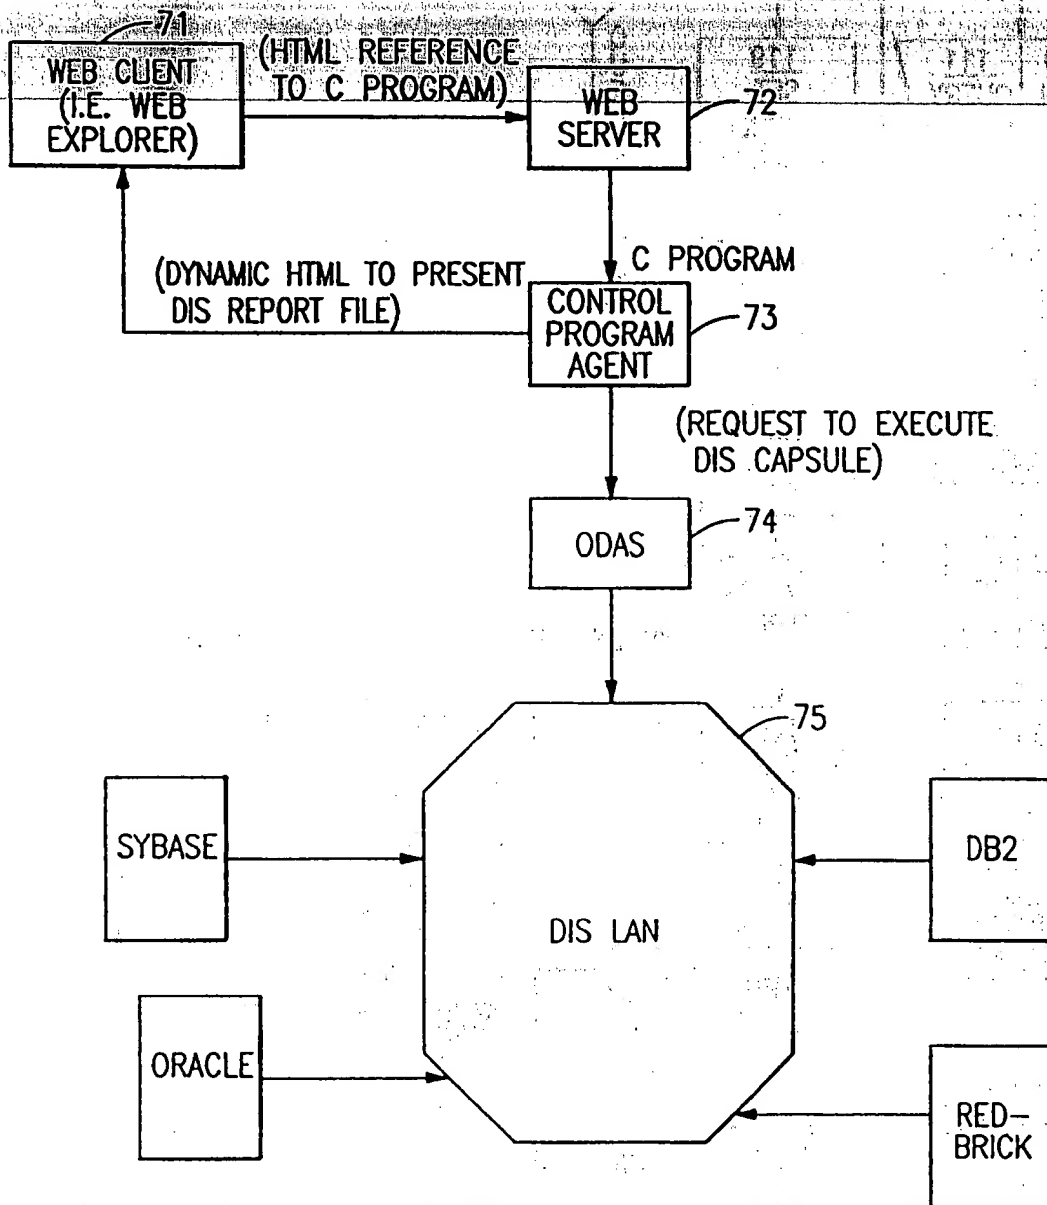 71
WEB CLIENT
(I.E. WEB
EXPLORER)
(HTML REFERENCE
TO C PROGRAM)
WEB
SERVER
72
C PROGRAM
(DYNAMIC HTML TO PRESENT
DIS REPORT FILE)
CONTROL
PROGRAM
AGENT
73
(REQUEST TO EXECUTE
DIS CAPSULE)
ODAS
74
75
SYBASE
DB2
DIS LAN
ORACLE
RED-
BRICK